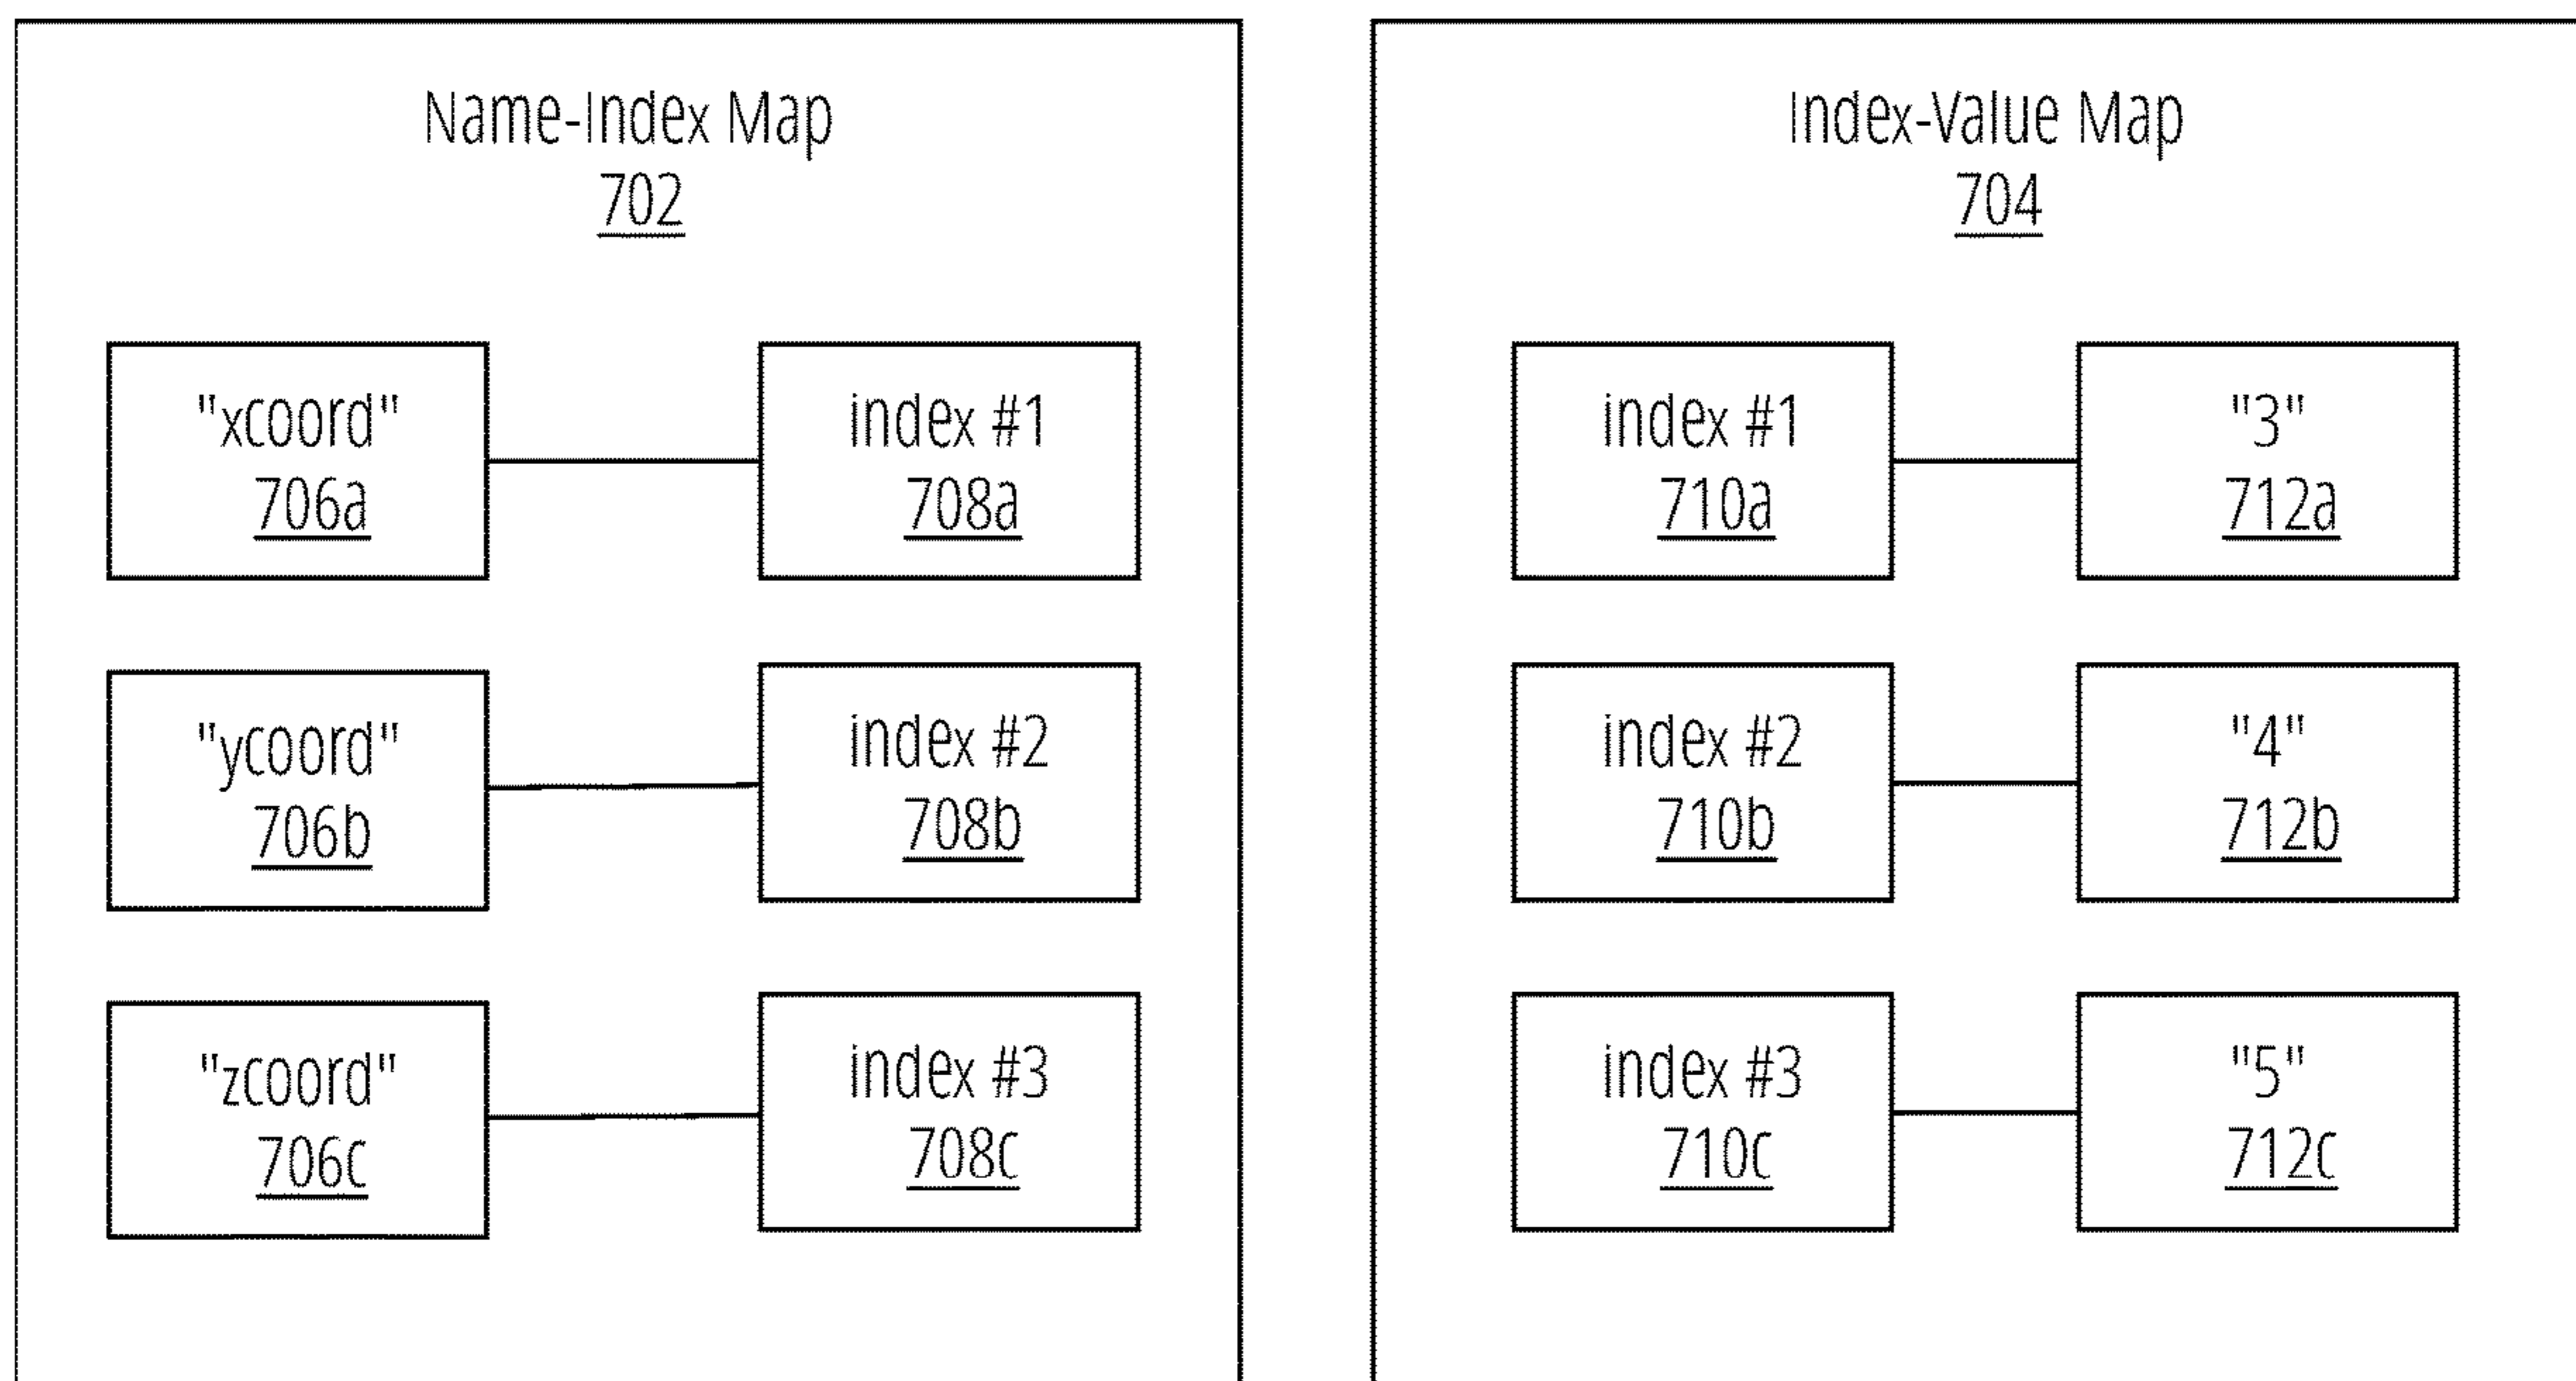 Name-Index Map
702
"xcoord"
706a
index #1
708a
"ycoord"
706b
index #2
708b
"zcoord"
706c
index #3
708c
Index-Value Map
704
index #1
710a
"3"
712a
index #2
710b
"4"
712b
index #3
710c
"5"
712c